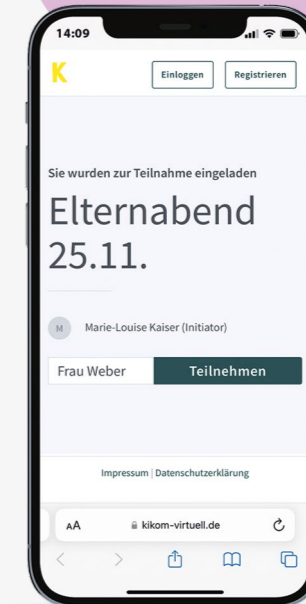 14:09
K
Einloggen
Registrieren
Sie wurden zur Teilnahme eingeladen
Elternabend
25.11.
M
Marie-Louise Kaiser (Initiator)
Frau Weber
Teilnehmen
Impressum | Datenschutzerklärung
AA
kikom-virtuell.de